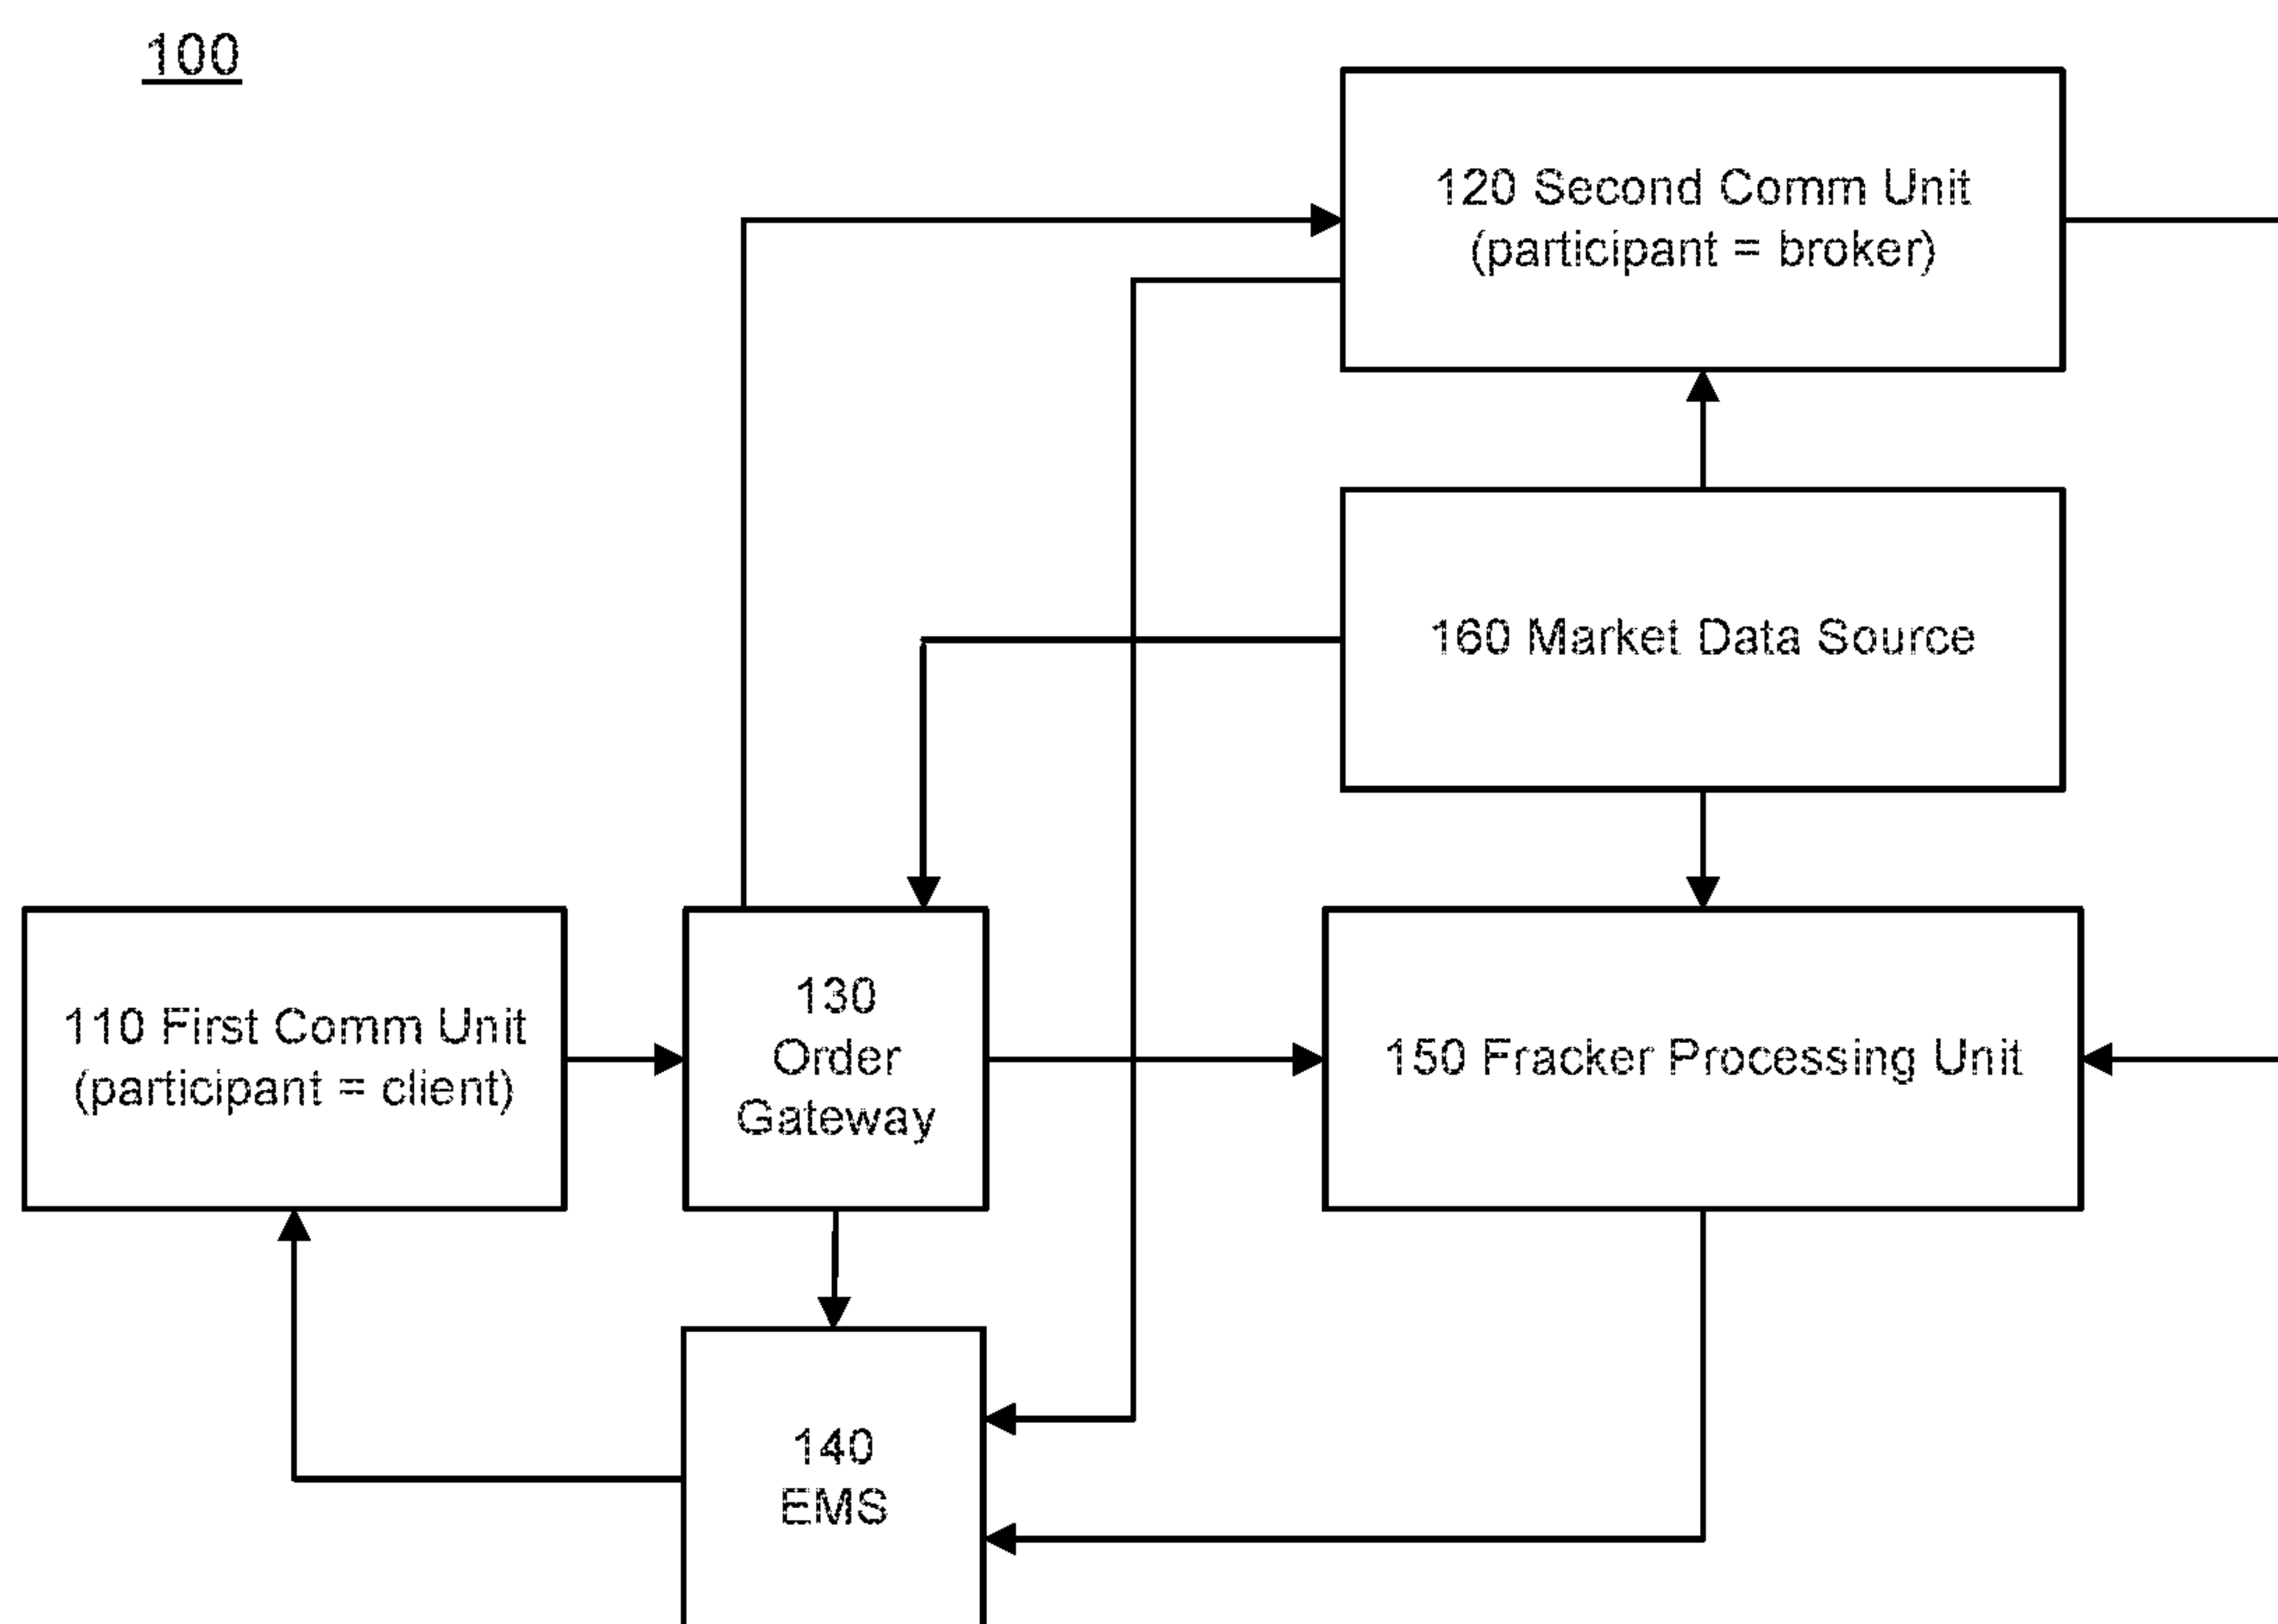 100
120 Second Comm Unit
(participant = broker)
160 Market Data Source
110 First Comm Unit
(participant = client)
130
Order
Gateway
150 Fracker Processing Unit
140
EMS